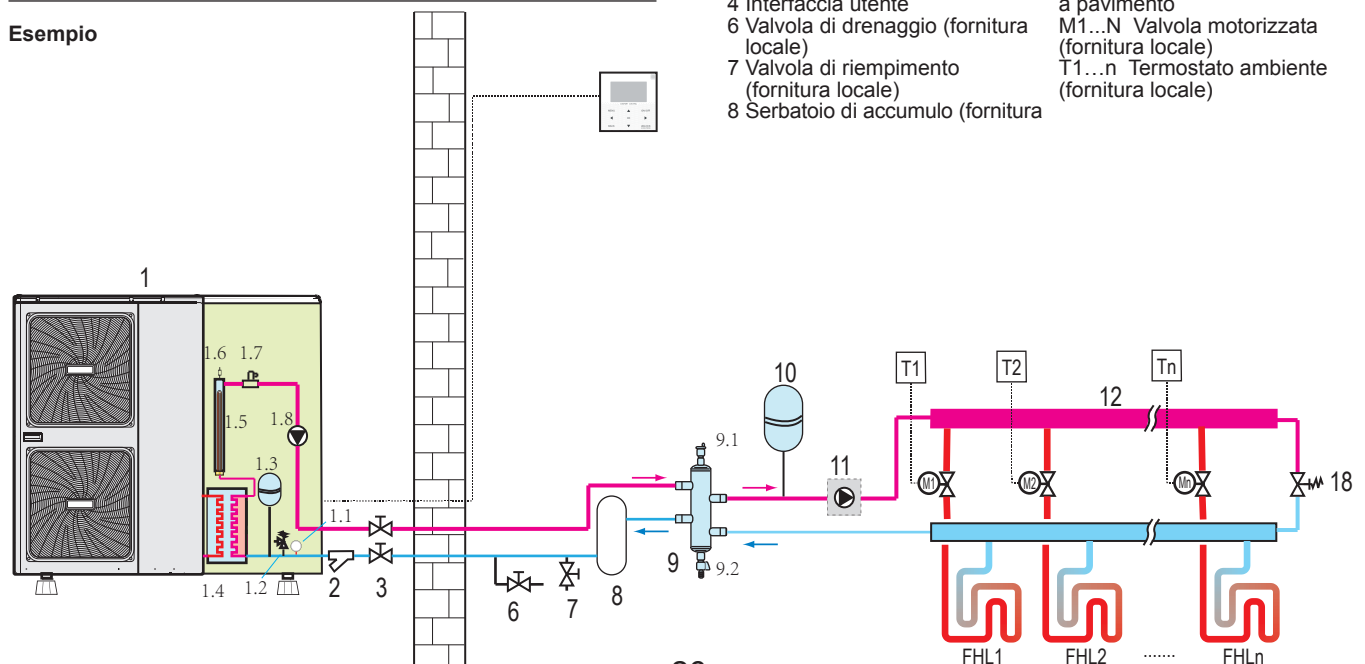 4 Interfaccia utente
6 Valvola di drenaggio (fornitura
locale)
7 Valvola di riempimento
(fornitura locale)
8 Serbatoio di accumulo (fornitura
a pavimento
M1...N Valvola motorizzata
(fornitura locale)
T1…n Termostato ambiente
(fornitura locale)
Esempio
1
1.6 1.7
1.5
1.8
1.3
1.1
1.4
1.2
2
3
6
7
8
9
9.1
9.2
10
11
T1
T2
Tn
12
M1
M2
Mn
18
FHL1
FHL2
.......
FHLn